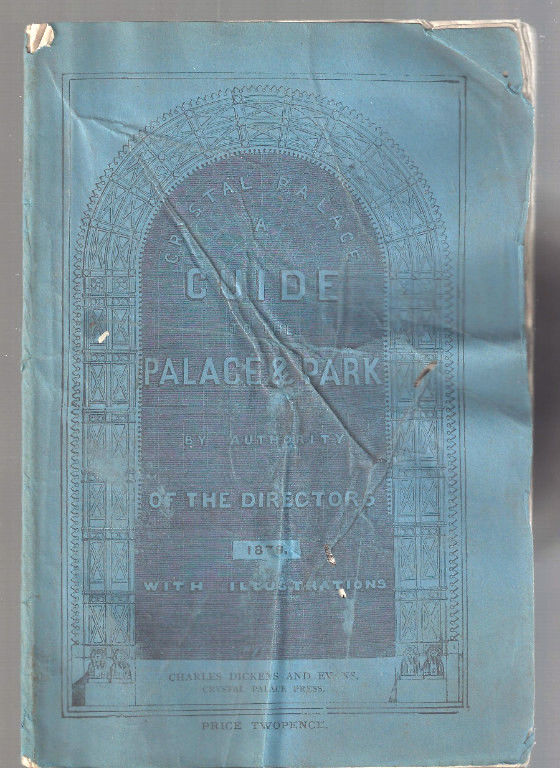 CRYSTAL PALACE
A
GUIDE
TO THE
PALACE & PARK
BY AUTHORITY
OF THE DIRECTORS
WITH ILLUSTRATIONS
CHARLES DICKENS AND EVANS,
CRYSTAL PALACE PRESS.
PRICE TWOPENCE.